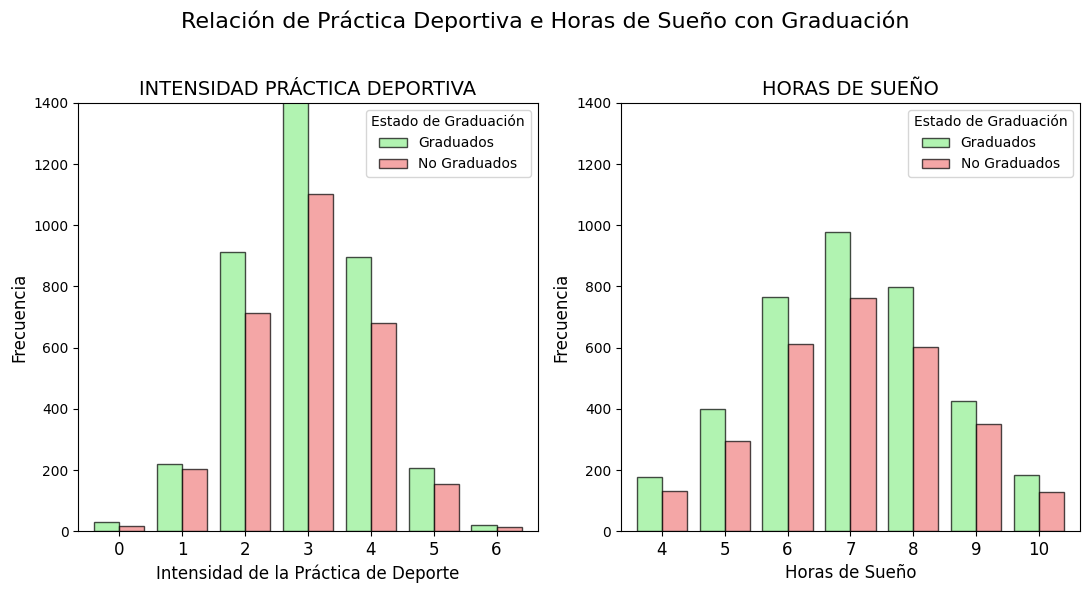 Relación de Práctica Deportiva e Horas de Sueño con Graduación
INTENSIDAD PRÁCTICA DEPORTIVA
1400
1200
1000
800
600
400
200
0
Frecuencia
Estado de Graduación
Graduados
No Graduados
0 1 2 3 4 5 6
Intensidad de la Práctica de Deporte
HORAS DE SUEÑO
1400
1200
1000
800
600
400
200
0
Frecuencia
Estado de Graduación
Graduados
No Graduados
4 5 6 7 8 9 10
Horas de Sueño